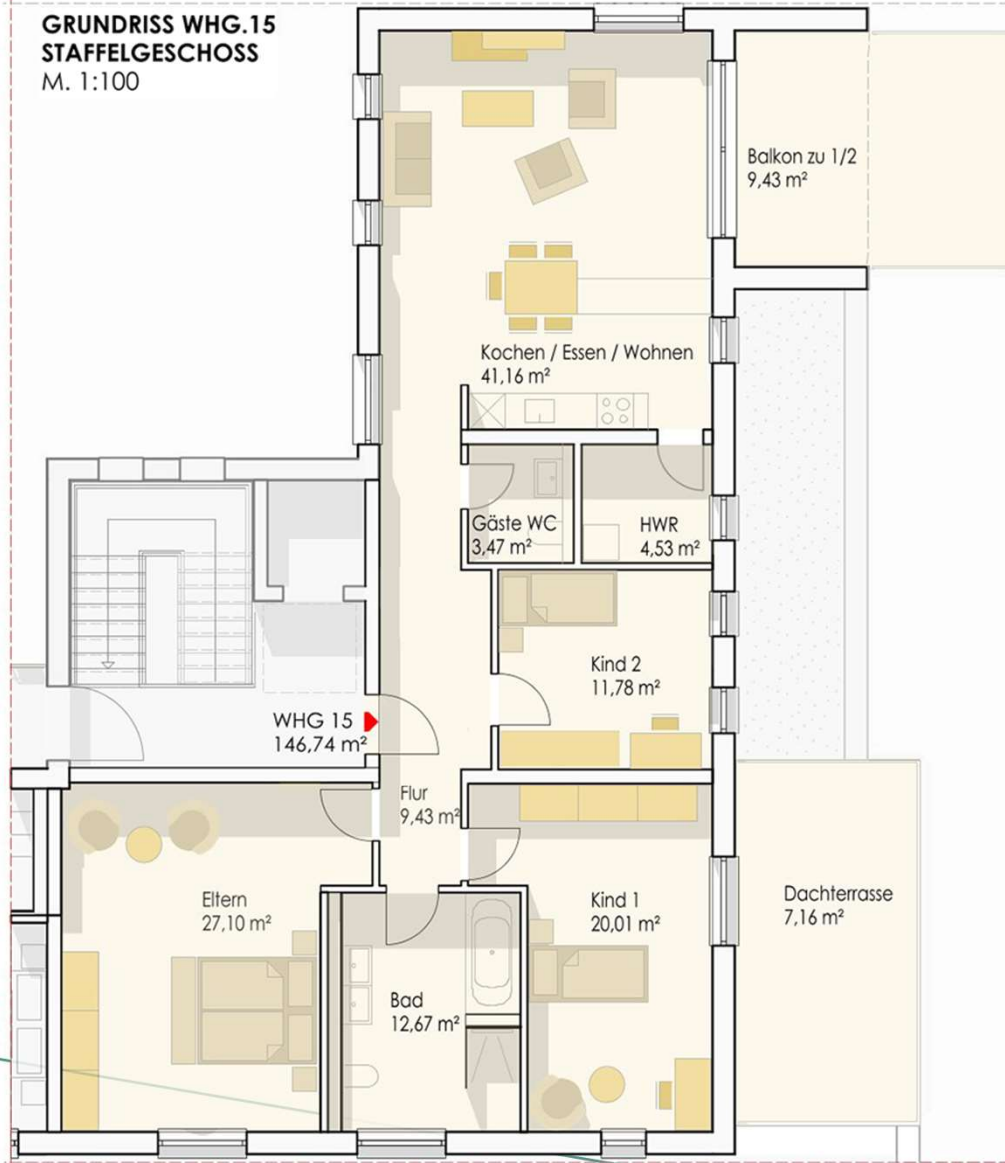 GRUNDRISS WHG.15
STAFFELGESCHOSS
M. 1:100
Balkon zu 1/2
9,43 m²
Kochen / Essen / Wohnen
41,16 m²
Gäste WC
3,47 m²
HWR
4,53 m²
Kind 2
11,78 m²
WHG 15
146,74 m²
Flur
9,43 m²
Eltern
27,10 m²
Kind 1
20,01 m²
Dachterrasse
7,16 m²
Bad
12,67 m²